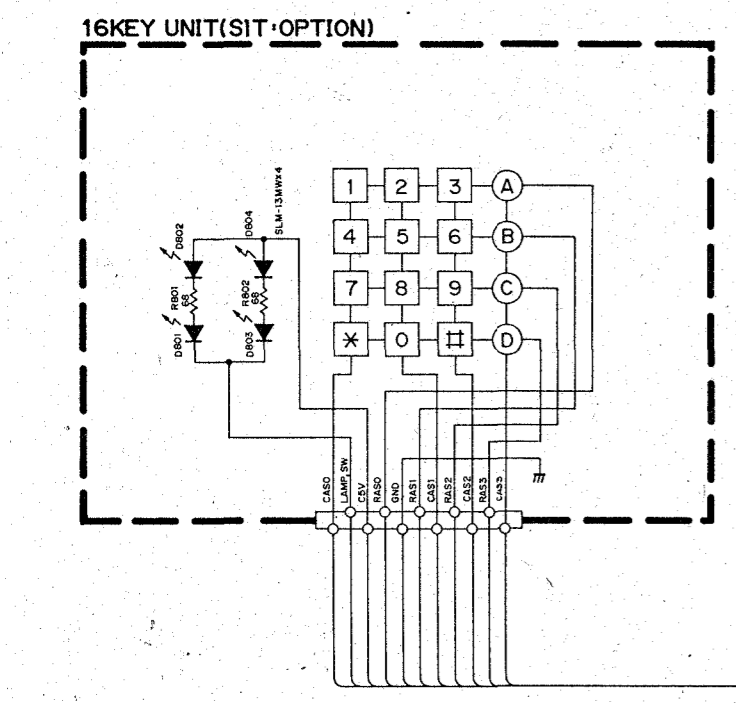 16KEY UNIT(SIT:OPTION)
SLM-13MWX4
D802
D804
R801
68
R802
68
D801
D803
1 2 3 A
4 5 6 B
7 8 9 C
* 0 # D
CAS0
LAMP, SW
C5V
RAS0
GND
RAS1
CAS1
RAS2
CAS2
RAS3
CAS3